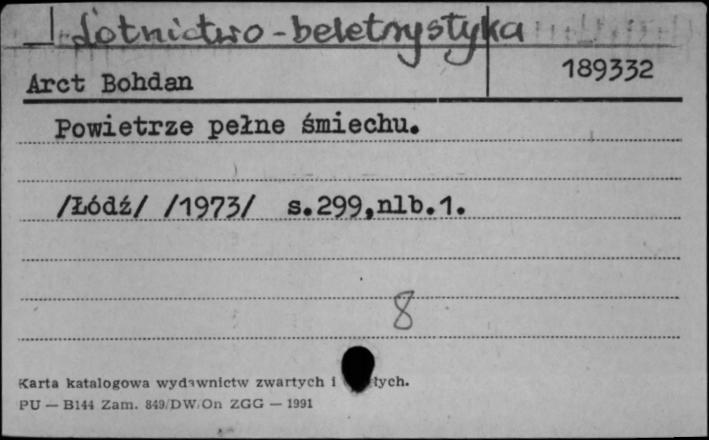 Lotnictwo - beletrystyka
Arct Bohdan 189332
Powietrze pełne śmiechu.
/Łódź/ /1973/ s.299,nlb.1.
8
Karta katalogowa wydawnictw zwartych i
PU — B144 Zam. 849/DW/On ZGG — 1991